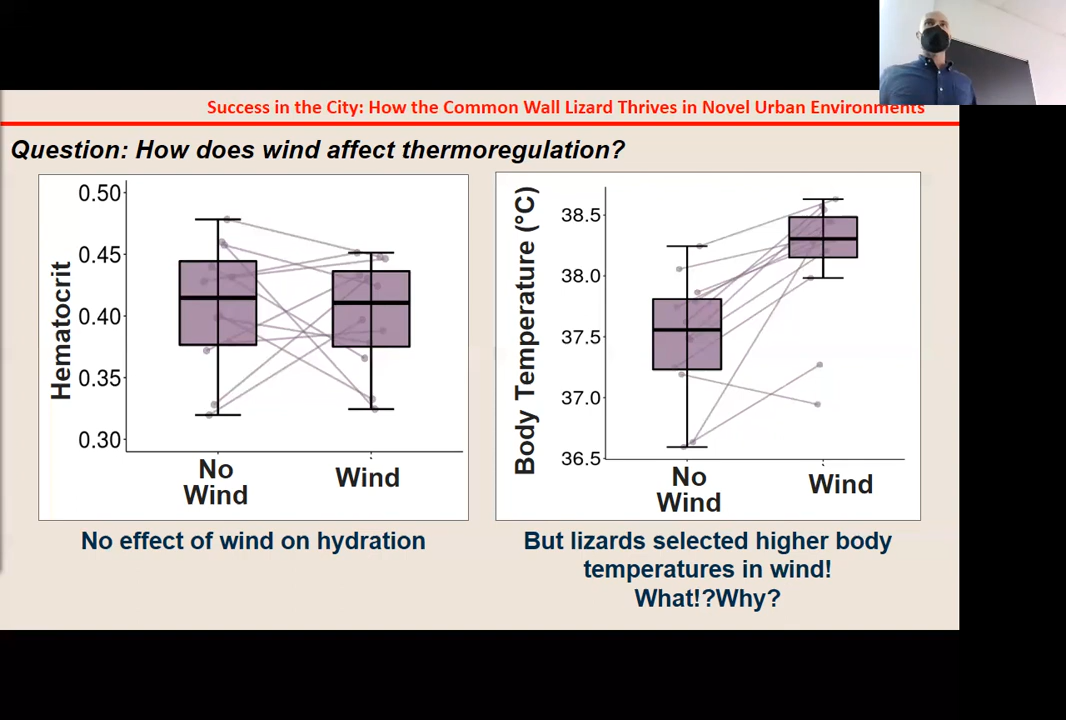 Success in the City: How the Common Wall Lizard Thrives in Novel Urban Environments
Question: How does wind affect thermoregulation?
Hematocrit
0.50
0.45
0.40
0.35
0.30
No
Wind
Wind
No effect of wind on hydration
Body Temperature (°C)
38.5
38.0
37.5
37.0
36.5
No
Wind
Wind
But lizards selected higher body
temperatures in wind!
What!?Why?